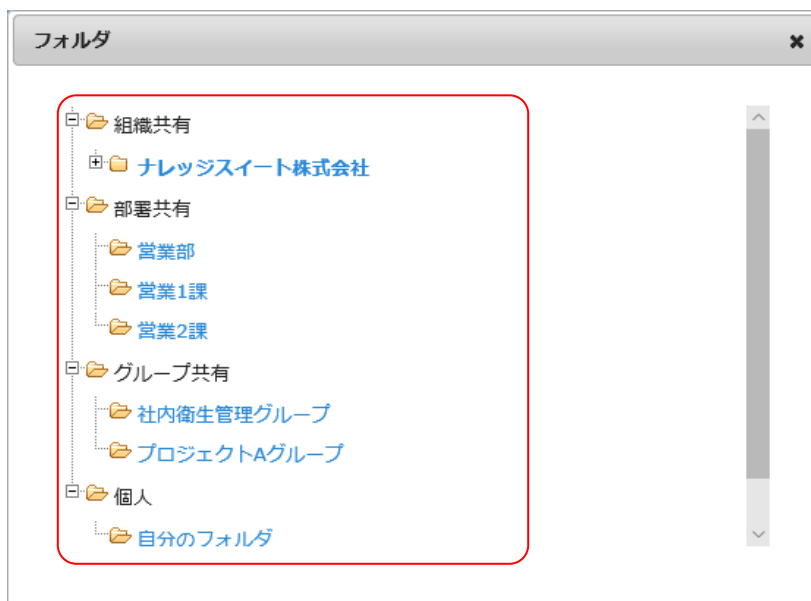 フォルダ
組織共有
ナレッジスイート株式会社
部署共有
営業部
営業1課
営業2課
グループ共有
社内衛生管理グループ
プロジェクトAグループ
個人
自分のフォルダ